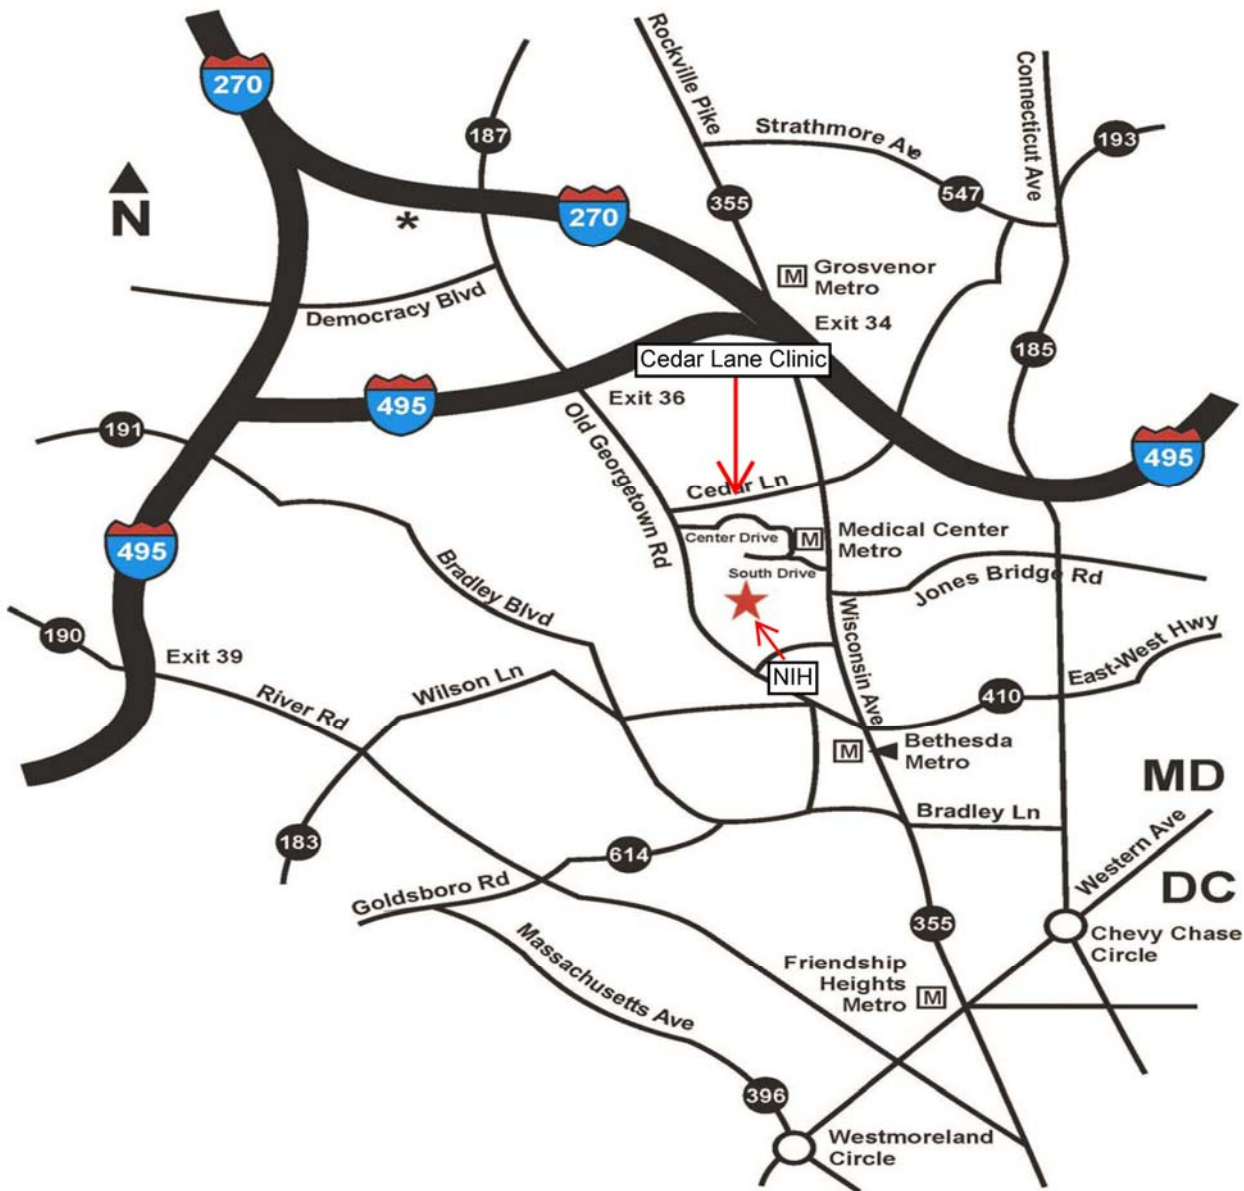 270
187
Rockville Pike
Strathmore Ave
Connecticut Ave
193
N
*
270
355
547
M
Grosvenor
Metro
Democracy Blvd
Exit 34
185
Cedar Lane Clinic
495
Exit 36
191
Old Georgetown Rd
Cedar Ln
495
495
Center Drive
M
Medical Center
Metro
South Drive
Jones Bridge Rd
Bradley Blvd
190
Exit 39
Wisconsin Ave
East-West Hwy
NIH
River Rd
Wilson Ln
410
M
Bethesda
Metro
MD
183
614
Bradley Ln
Western Ave
DC
Goldsboro Rd
355
Chevy Chase
Circle
Massachusetts Ave
Friendship
Heights
Metro
M
396
Westmoreland
Circle